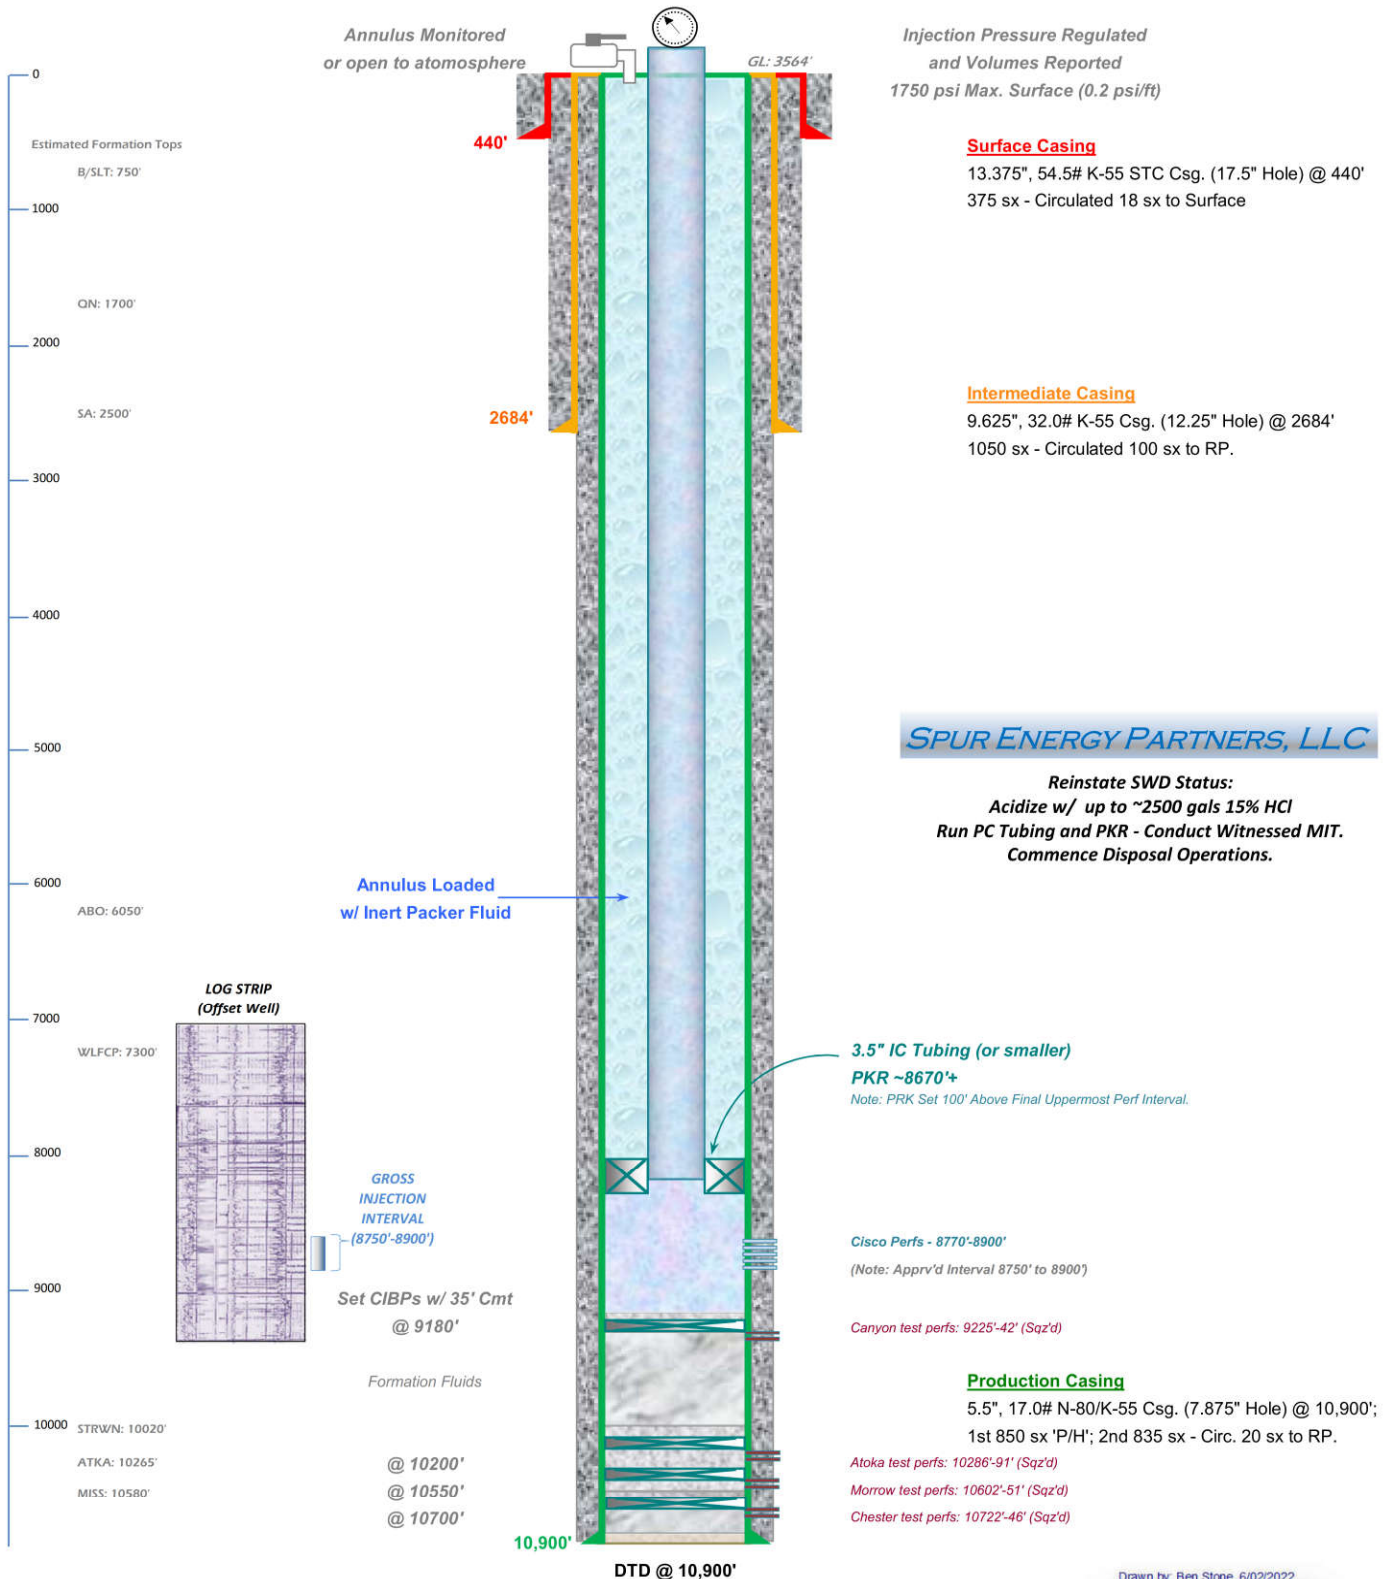 Annulus Monitored
or open to atomosphere
GL: 3564'
Injection Pressure Regulated
and Volumes Reported
1750 psi Max. Surface (0.2 psi/ft)
0
440'
Estimated Formation Tops
B/SLT: 750'
Surface Casing
13.375", 54.5# K-55 STC Csg. (17.5" Hole) @ 440'
375 sx - Circulated 18 sx to Surface
1000
QN: 1700'
2000
SA: 2500'
2684'
Intermediate Casing
9.625", 32.0# K-55 Csg. (12.25" Hole) @ 2684'
1050 sx - Circulated 100 sx to RP.
3000
4000
5000
SPUR ENERGY PARTNERS, LLC
Reinstate SWD Status:
Acidize w/ up to ~2500 gals 15% HCl
Run PC Tubing and PKR - Conduct Witnessed MIT.
Commence Disposal Operations.
6000
Annulus Loaded
w/ Inert Packer Fluid
ABO: 6050'
LOG STRIP
(Offset Well)
7000
WLFCP: 7300'
3.5" IC Tubing (or smaller)
PKR ~8670'+
Note: PRK Set 100' Above Final Uppermost Perf Interval.
8000
GROSS
INJECTION
INTERVAL
(8750'-8900')
Cisco Perfs - 8770'-8900'
(Note: Apprv'd Interval 8750' to 8900')
9000
Set CIBPs w/ 35' Cmt
@ 9180'
Canyon test perfs: 9225'-42' (Sqz'd)
Formation Fluids
Production Casing
5.5", 17.0# N-80/K-55 Csg. (7.875" Hole) @ 10,900';
1st 850 sx 'P/H'; 2nd 835 sx - Circ. 20 sx to RP.
10000
STRWN: 10020'
ATKA: 10265'
@ 10200'
Atoka test perfs: 10286'-91' (Sqz'd)
MISS: 10580'
@ 10550'
Morrow test perfs: 10602'-51' (Sqz'd)
@ 10700'
Chester test perfs: 10722'-46' (Sqz'd)
10,900'
DTD @ 10,900'
Drawn by: Ben Stone, 6/02/2022